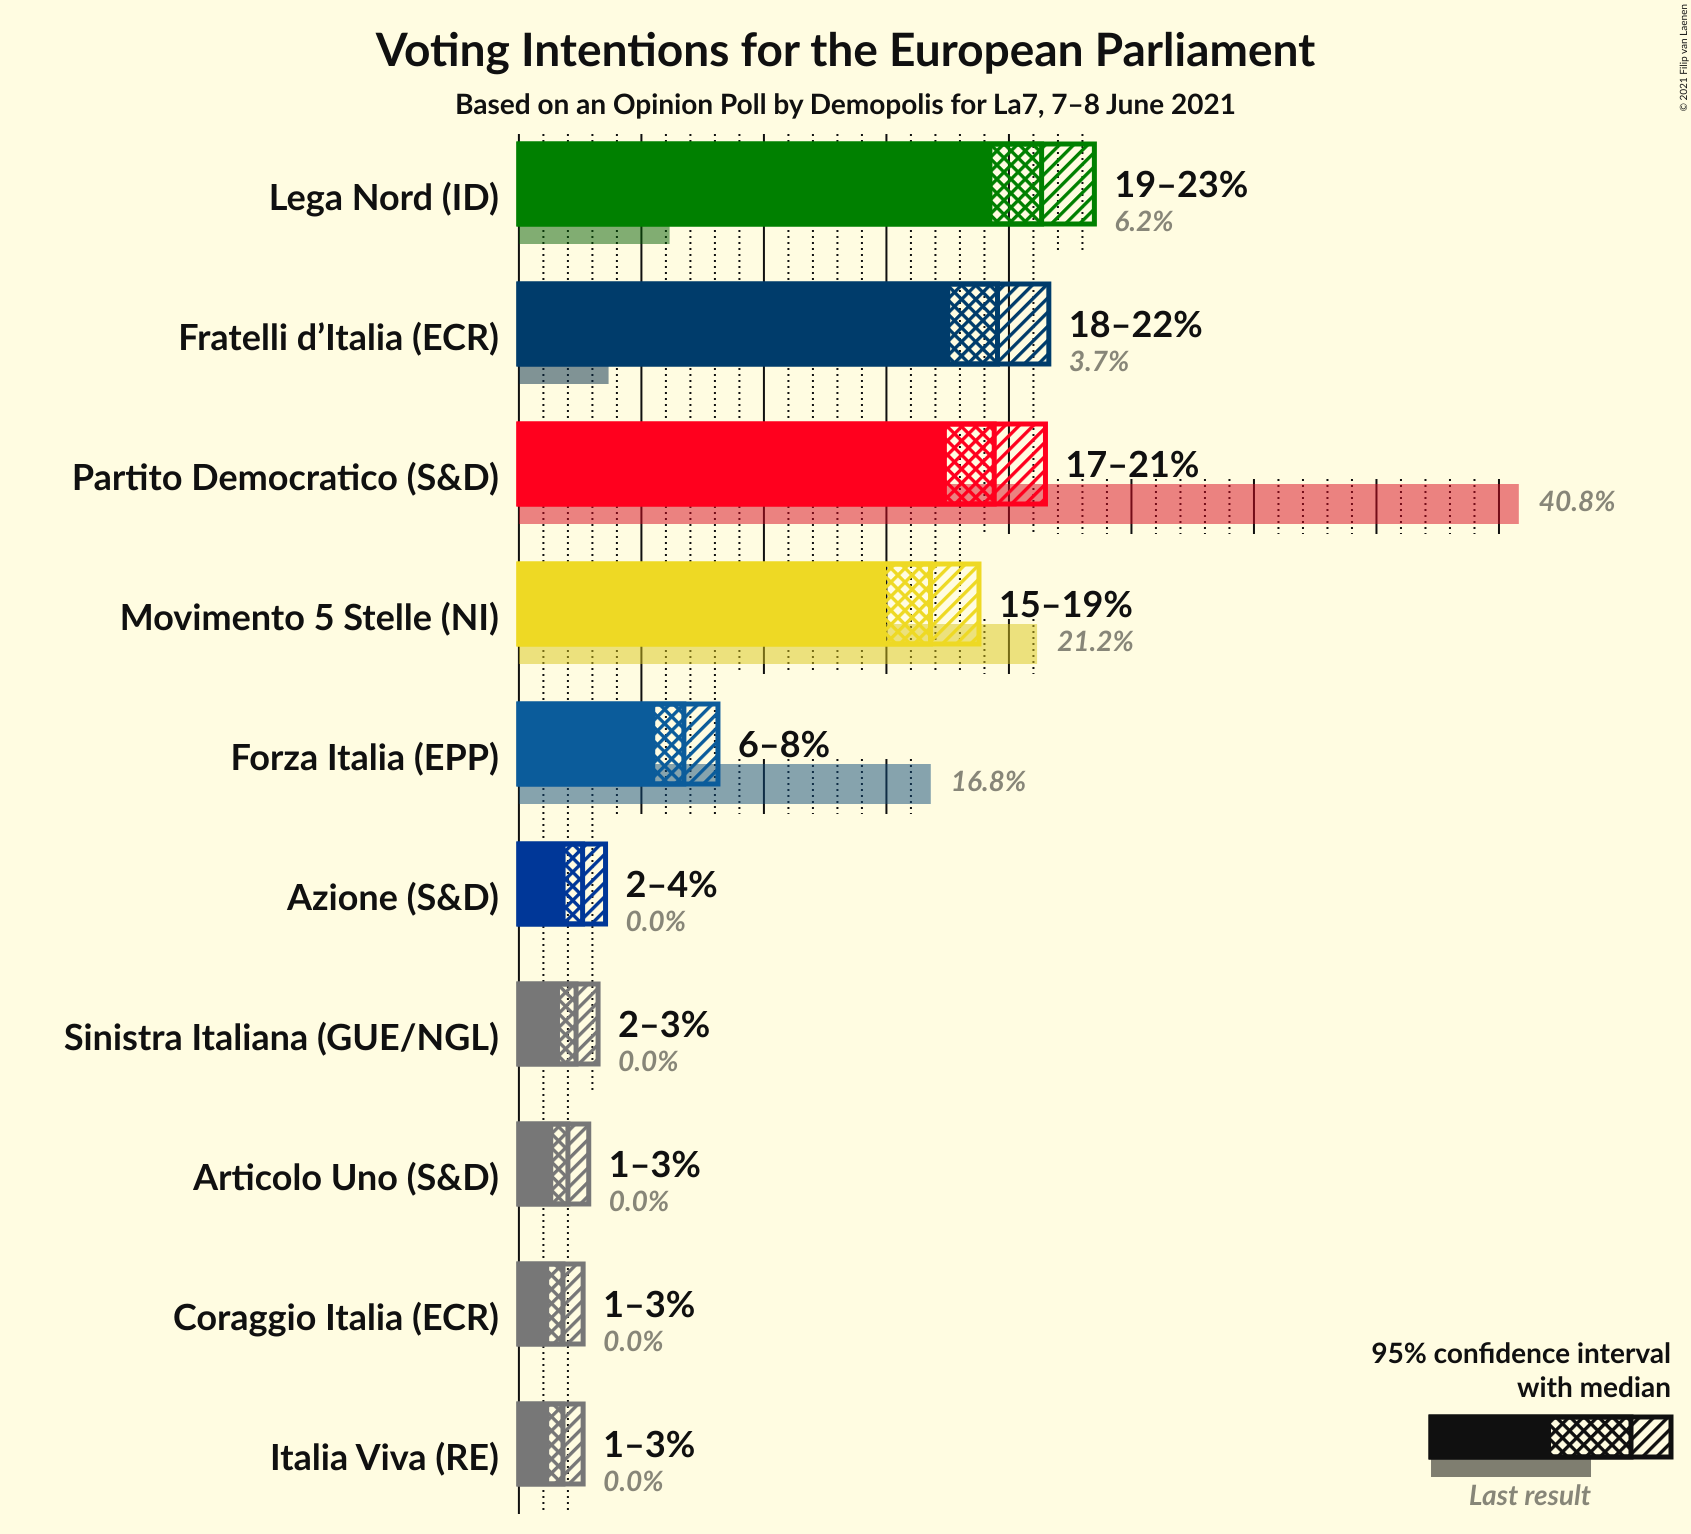 Voting Intentions for the European Parliament
Based on an Opinion Poll by Demopolis for La7, 7–8 June 2021
© 2021 Filip van Laenen
Lega Nord (ID)
19–23%
6.2%
Fratelli d’Italia (ECR)
18–22%
3.7%
Partito Democratico (S&D)
17–21%
40.8%
Movimento 5 Stelle (NI)
15–19%
21.2%
Forza Italia (EPP)
6–8%
16.8%
Azione (S&D)
2–4%
0.0%
Sinistra Italiana (GUE/NGL)
2–3%
0.0%
Articolo Uno (S&D)
1–3%
0.0%
Coraggio Italia (ECR)
1–3%
0.0%
Italia Viva (RE)
1–3%
0.0%
95% confidence interval
with median
Last result